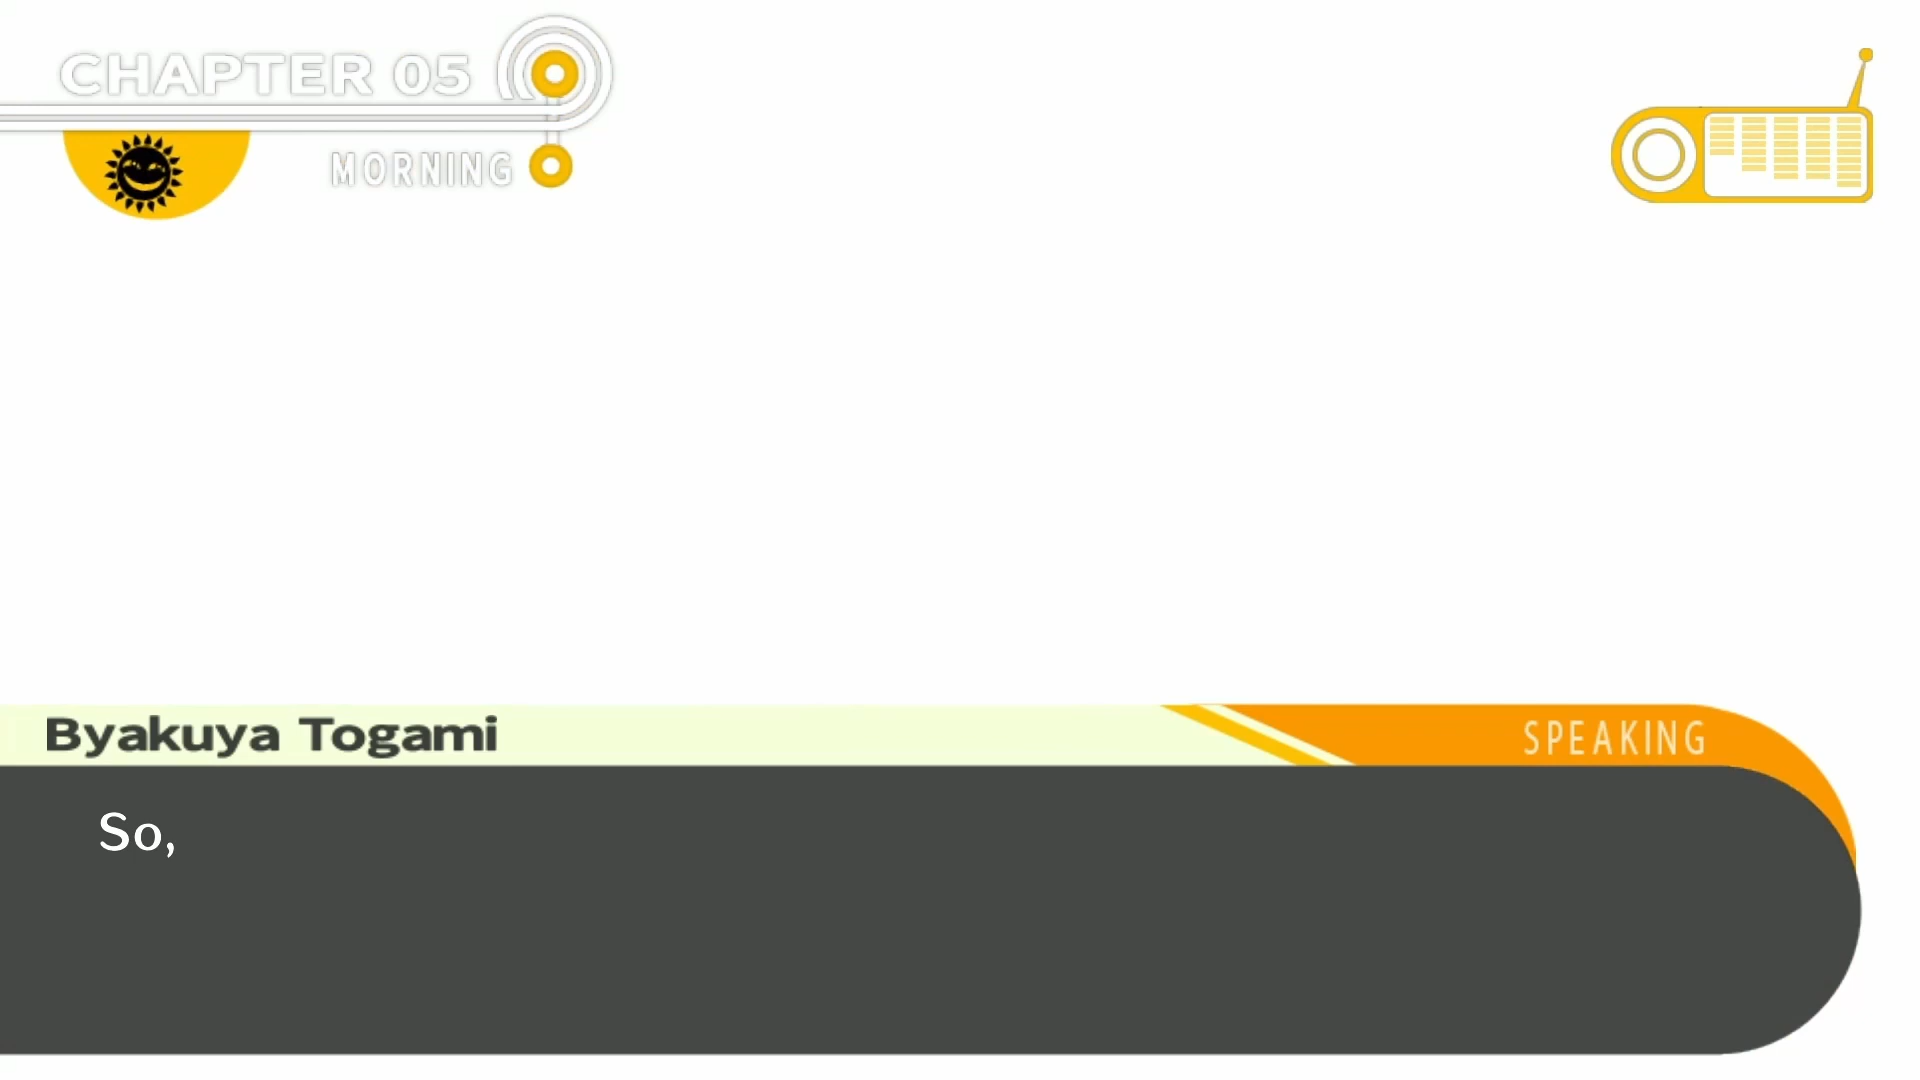 CHAPTER 05
MORNING
Byakuya Togami
SPEAKING
So,